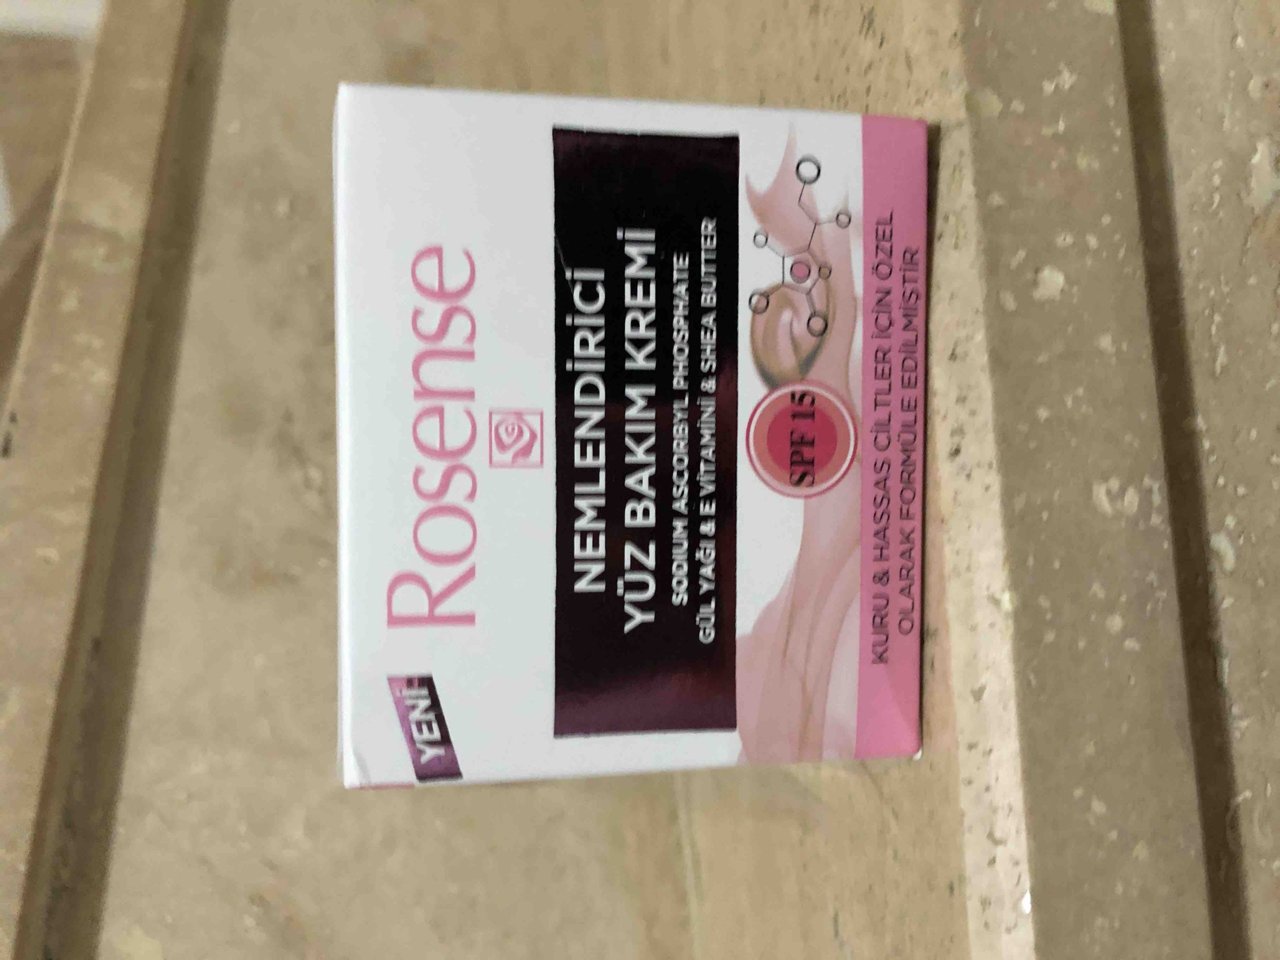 YENİ
Rosense
NEMLENDİRİCİ
YÜZ BAKIM KREMİ
SODIUM ASCORBYL PHOSPHATE
GÜL YAĞI & E VİTAMİNİ & SHEA BUTTER
SPF 15
KURU & HASSAS CİLTLER İÇİN ÖZEL
OLARAK FORMÜLE EDİLMİŞTİR